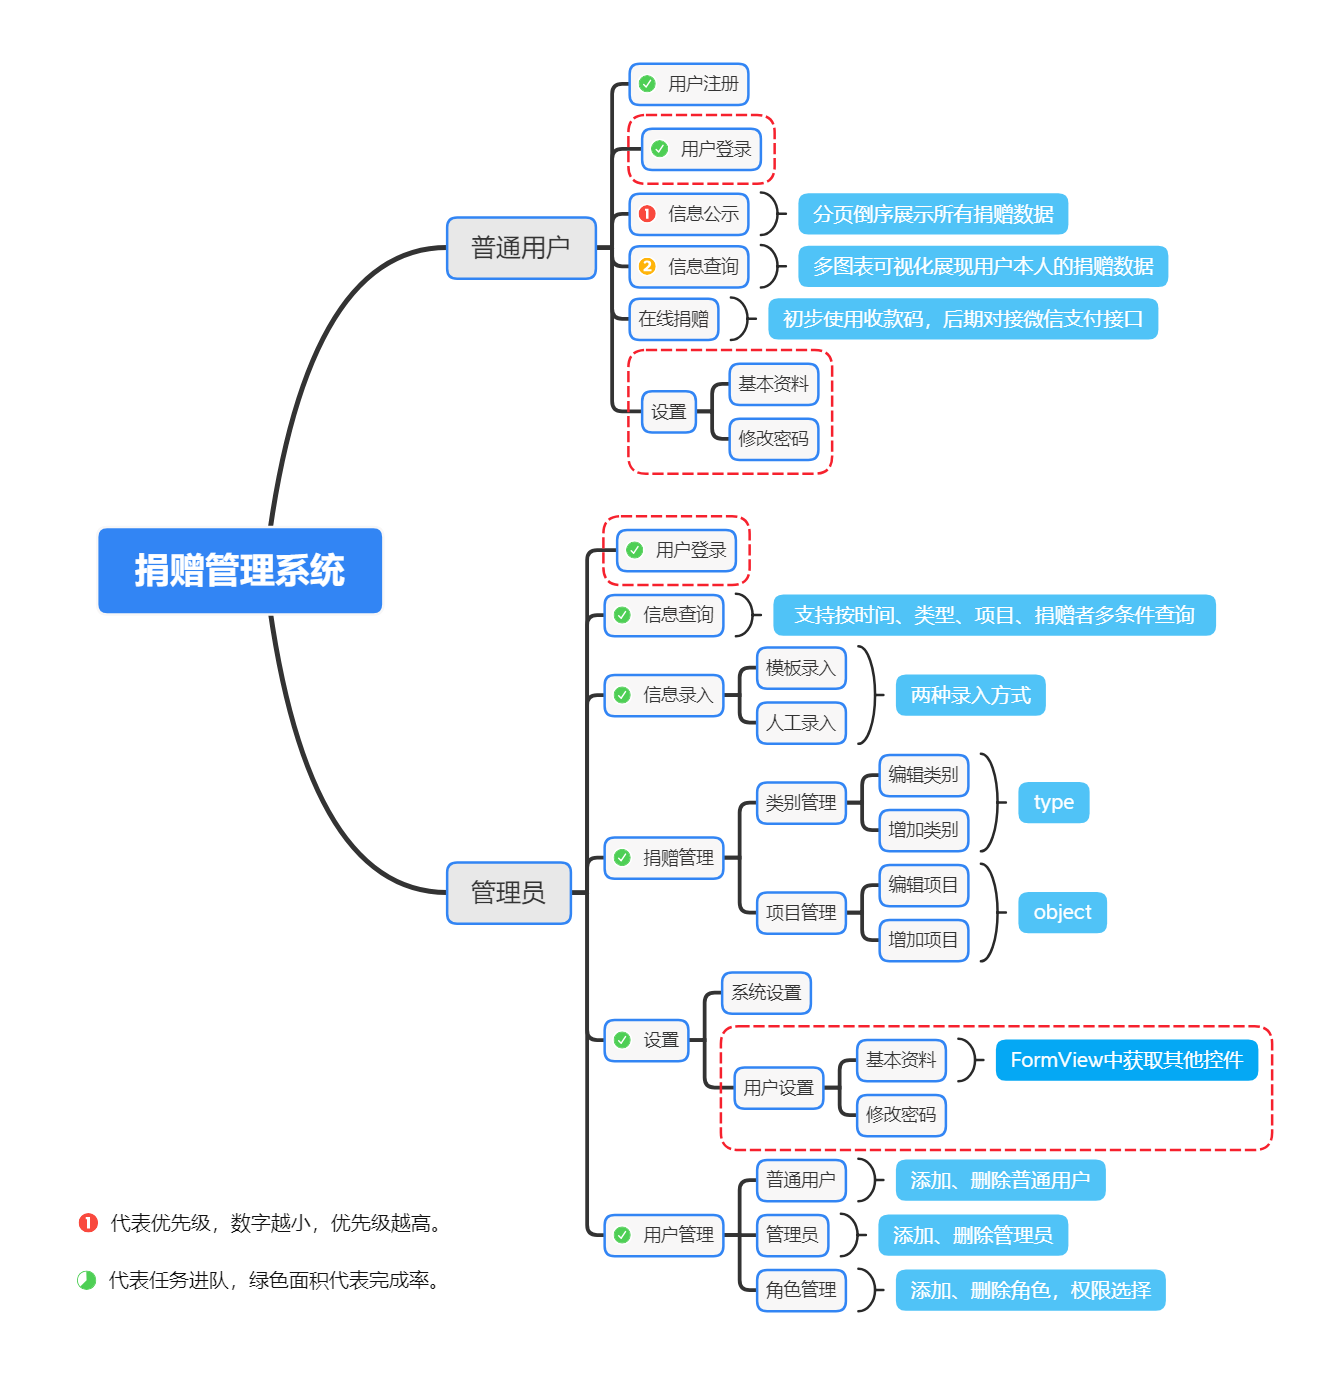 捐赠管理系统
普通用户
用户注册
用户登录
1 信息公示
分页倒序展示所有捐赠数据
2 信息查询
多图表可视化展现用户本人的捐赠数据
在线捐赠
初步使用收款码，后期对接微信支付接口
设置
基本资料
修改密码
管理员
用户登录
信息查询
支持按时间、类型、项目、捐赠者多条件查询
信息录入
模板录入
人工录入
两种录入方式
捐赠管理
类别管理
编辑类别
增加类别
type
项目管理
编辑项目
增加项目
object
设置
系统设置
用户设置
基本资料
FormView中获取其他控件
修改密码
用户管理
普通用户
添加、删除普通用户
管理员
添加、删除管理员
角色管理
添加、删除角色，权限选择
1 代表优先级，数字越小，优先级越高。
代表任务进队，绿色面积代表完成率。